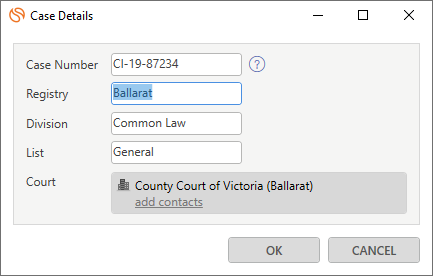 Case Details
Case Number CI-19-87234 ?
Registry Ballarat
Division Common Law
List General
Court County Court of Victoria (Ballarat)
add contacts
OK CANCEL